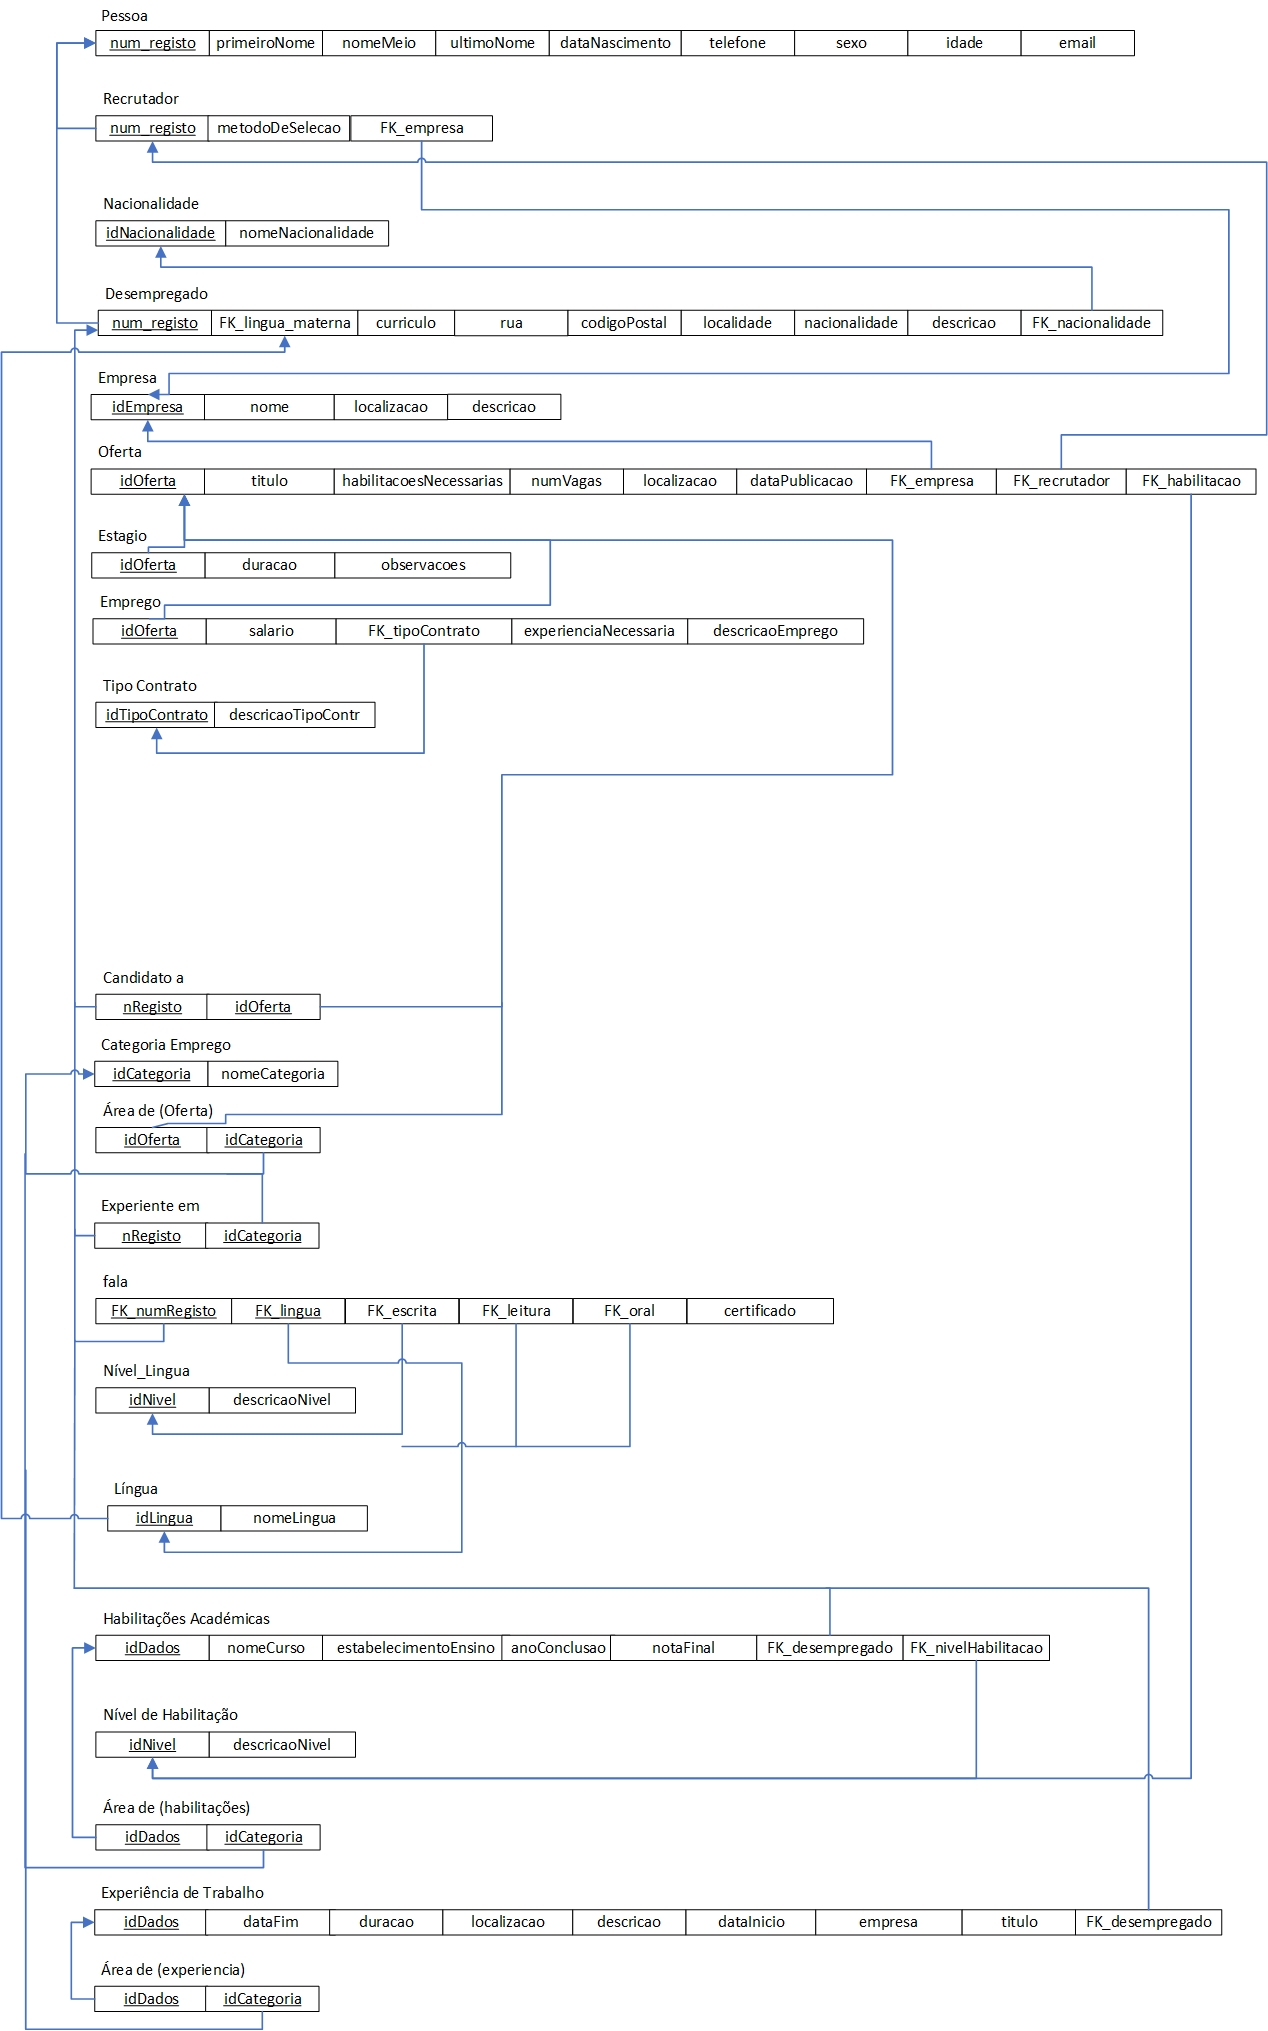 Pessoa
num_registo primeiroNome nomeMeio ultimoNome dataNascimento telefone sexo idade email
Recrutador
num_registo metodoDeSelecao FK_empresa
Nacionalidade
idNacionalidade nomeNacionalidade
Desempregado
num_registo FK_lingua_materna curriculo rua codigoPostal localidade nacionalidade descricao FK_nacionalidade
Empresa
idEmpresa nome localizacao descricao
Oferta
idOferta titulo habilitacoesNecessarias numVagas localizacao dataPublicacao FK_empresa FK_recrutador FK_habilitacao
Estagio
idOferta duracao observacoes
Emprego
idOferta salario FK_tipoContrato experienciaNecessaria descricaoEmprego
Tipo Contrato
idTipoContrato descricaoTipoContr
Candidato a
nRegisto idOferta
Categoria Emprego
idCategoria nomeCategoria
Área de (Oferta)
idOferta idCategoria
Experiente em
nRegisto idCategoria
fala
FK_numRegisto FK_lingua FK_escrita FK_leitura FK_oral certificado
Nível_Lingua
idNivel descricaoNivel
Língua
idLingua nomeLingua
Habilitações Académicas
idDados nomeCurso estabelecimentoEnsino anoConclusao notaFinal FK_desempregado FK_nivelHabilitacao
Nível de Habilitação
idNivel descricaoNivel
Área de (habilitações)
idDados idCategoria
Experiência de Trabalho
idDados dataFim duracao localizacao descricao dataInicio empresa titulo FK_desempregado
Área de (experiencia)
idDados idCategoria